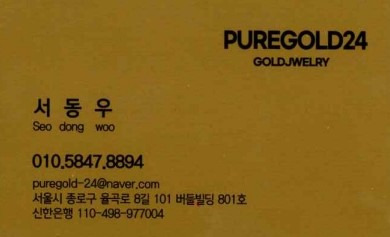 PUREGOLD24
GOLDJWELRY
서동우
Seo dong woo
010.5847.8894
puregold-24@naver.com
서울시 종로구 율곡로 8길 101 버들빌딩 801호
신한은행 110-498-977004